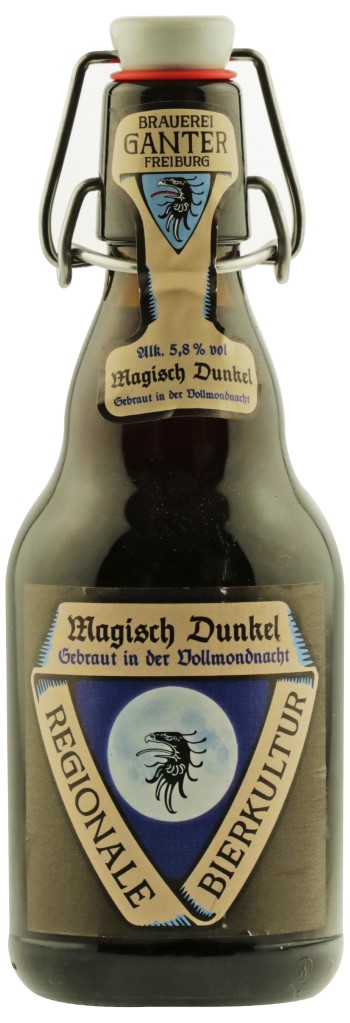 BRAUEREI
GANTER
FREIBURG
Alk. 5,8 % vol
Magisch Dunkel
Gebraut in der Vollmondnacht
Magisch Dunkel
Gebraut in der Vollmondnacht
REGIONALE
BIERKULTUR